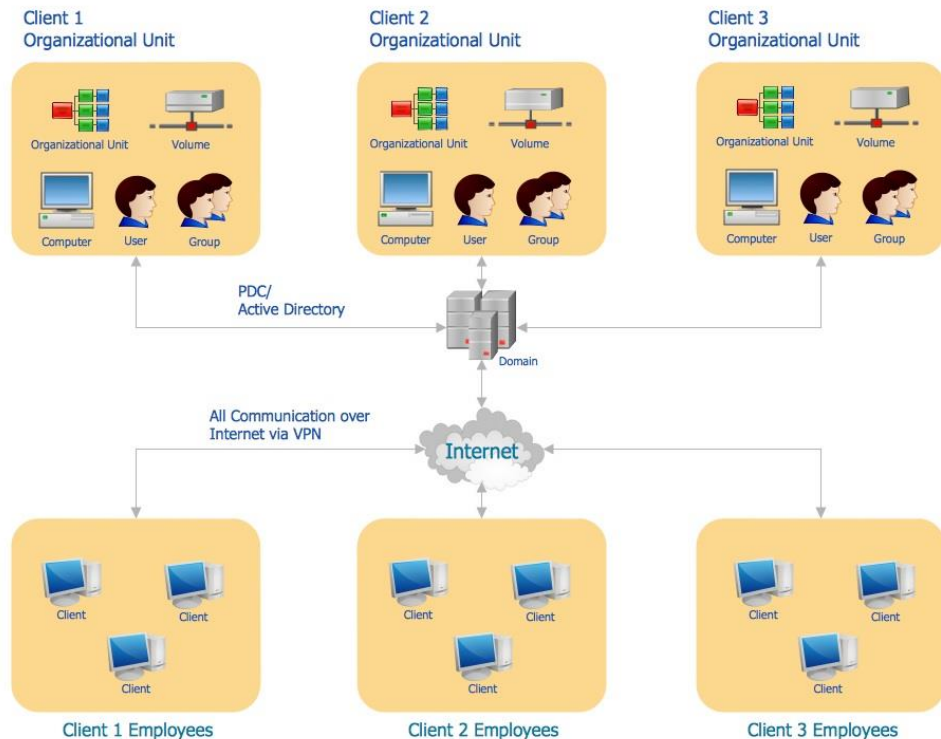 Client 1
Organizational Unit
Client 2
Organizational Unit
Client 3
Organizational Unit
Organizational Unit
Volume
Computer
User
Group
Organizational Unit
Volume
Computer
User
Group
Organizational Unit
Volume
Computer
User
Group
PDC/
Active Directory
Domain
All Communication over
Internet via VPN
Internet
Client
Client
Client
Client
Client
Client
Client
Client
Client
Client 1 Employees
Client 2 Employees
Client 3 Employees